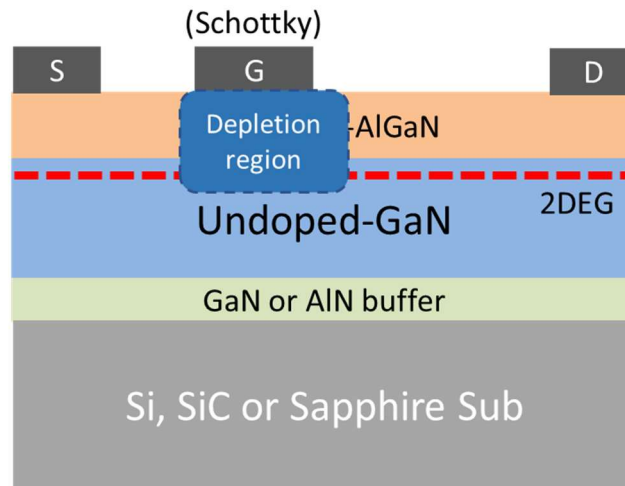 (Schottky)
S G D
Depletion
region
-AlGaN
2DEG
Undoped-GaN
GaN or AlN buffer
Si, SiC or Sapphire Sub